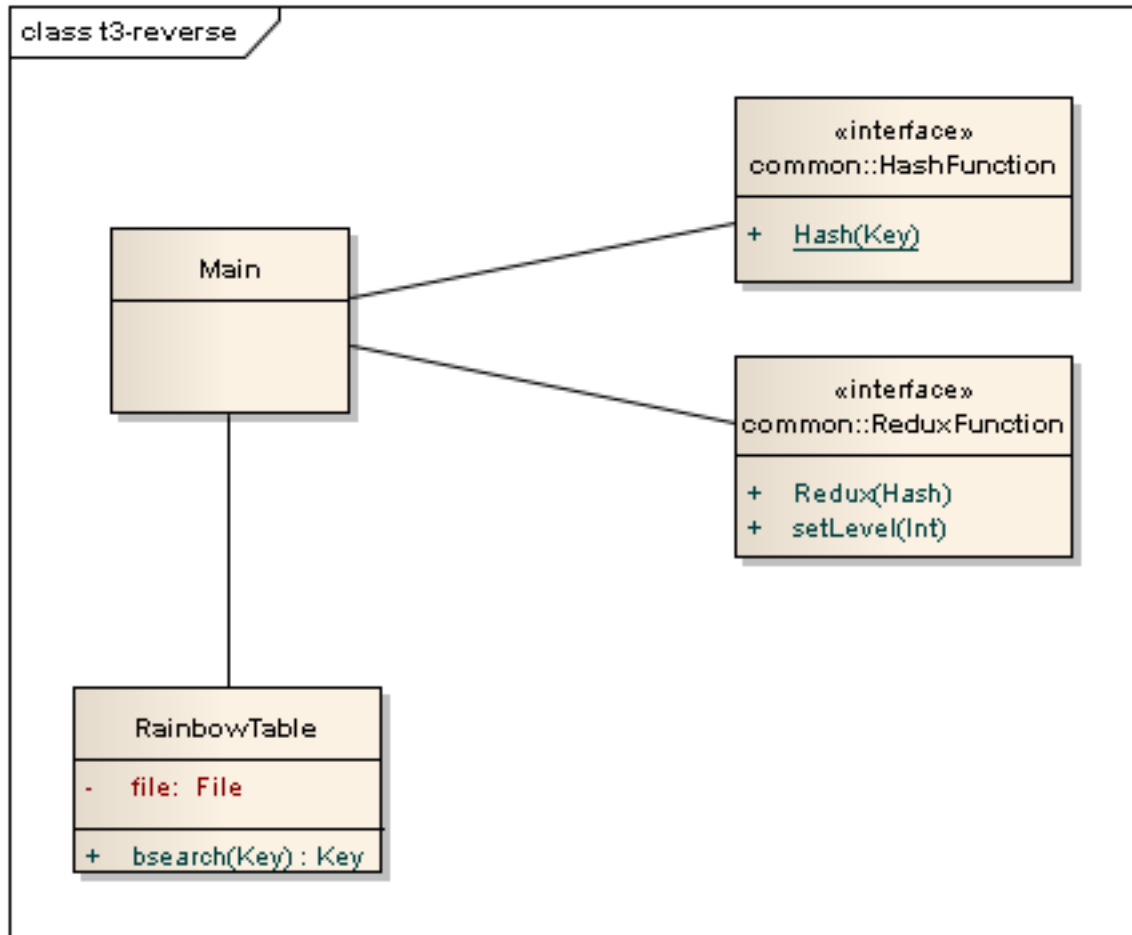 class t3-reverse
«interface»
common::HashFunction
+ Hash(Key)
Main
«interface»
common::ReduxFunction
+ Redux(Hash)
+ setLevel(Int)
RainbowTable
- file: File
+ bsearch(Key) : Key